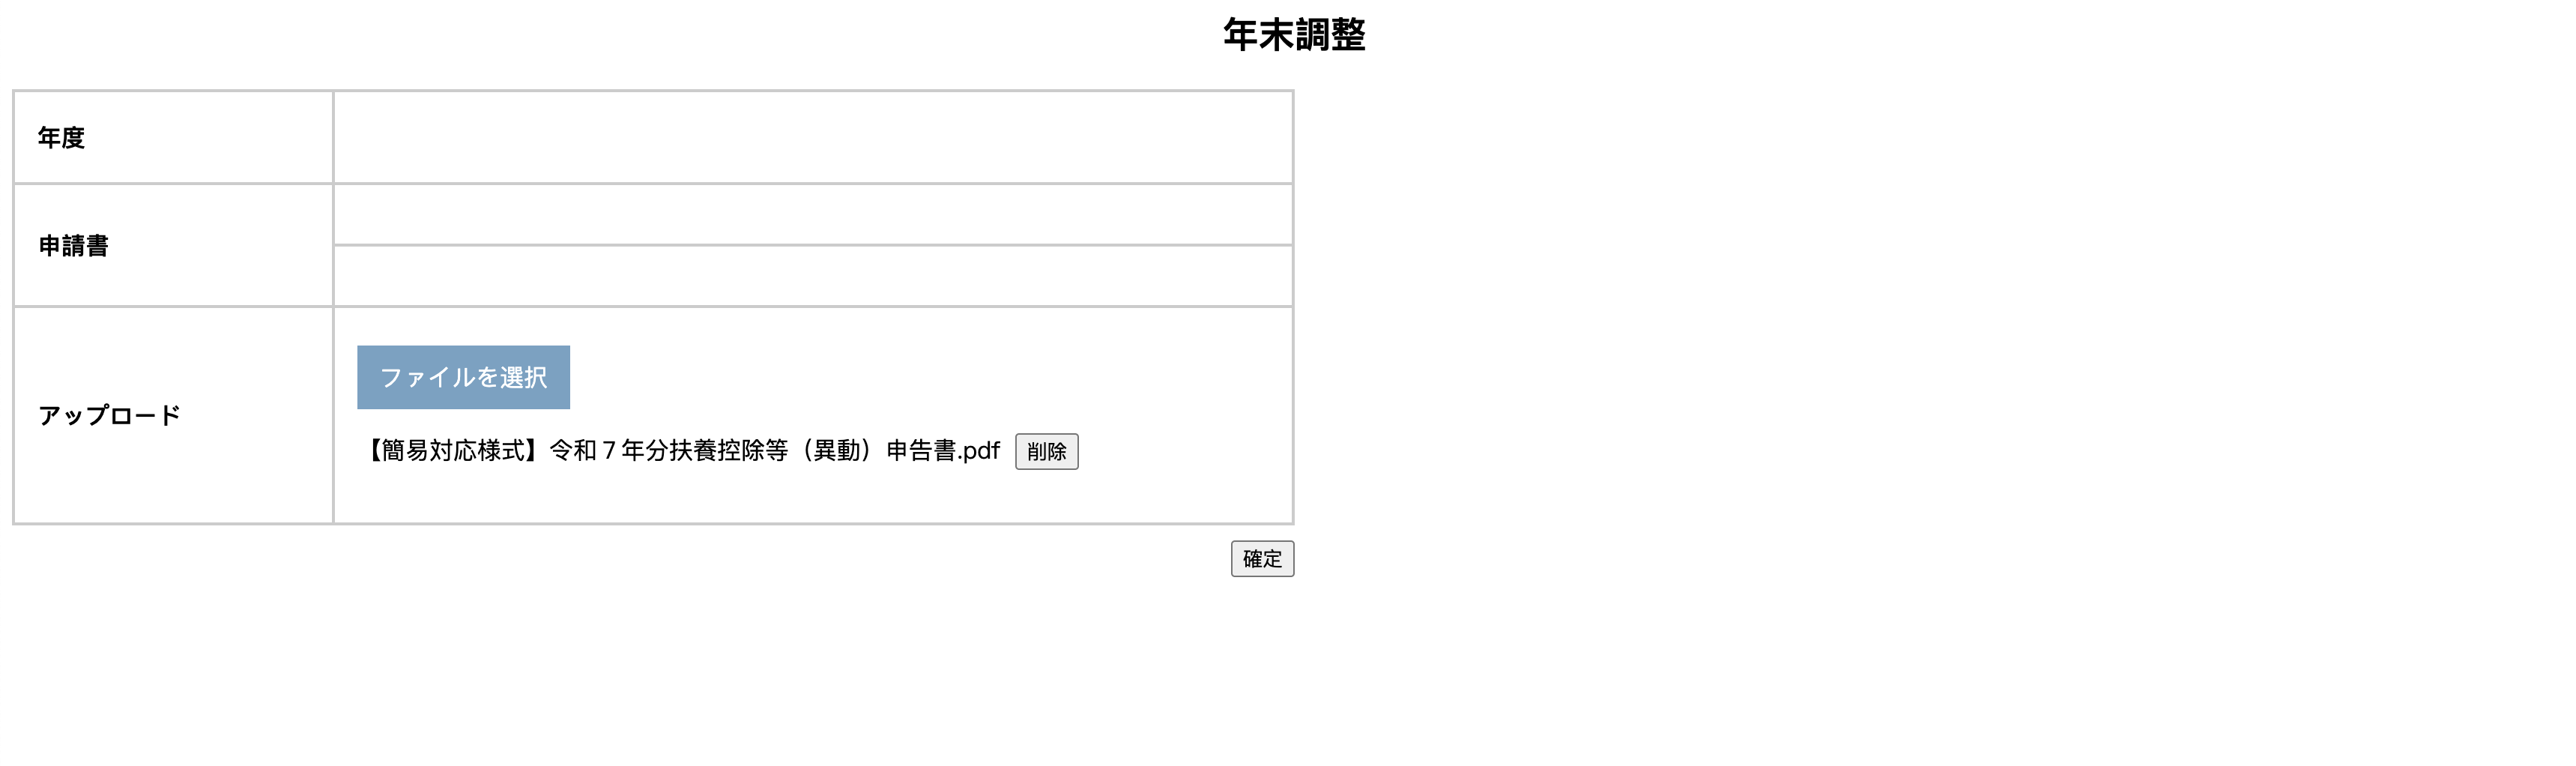 年末調整
年度
申請書
アップロード
ファイルを選択
【簡易対応様式】令和７年分扶養控除等（異動）申告書.pdf 削除
確定